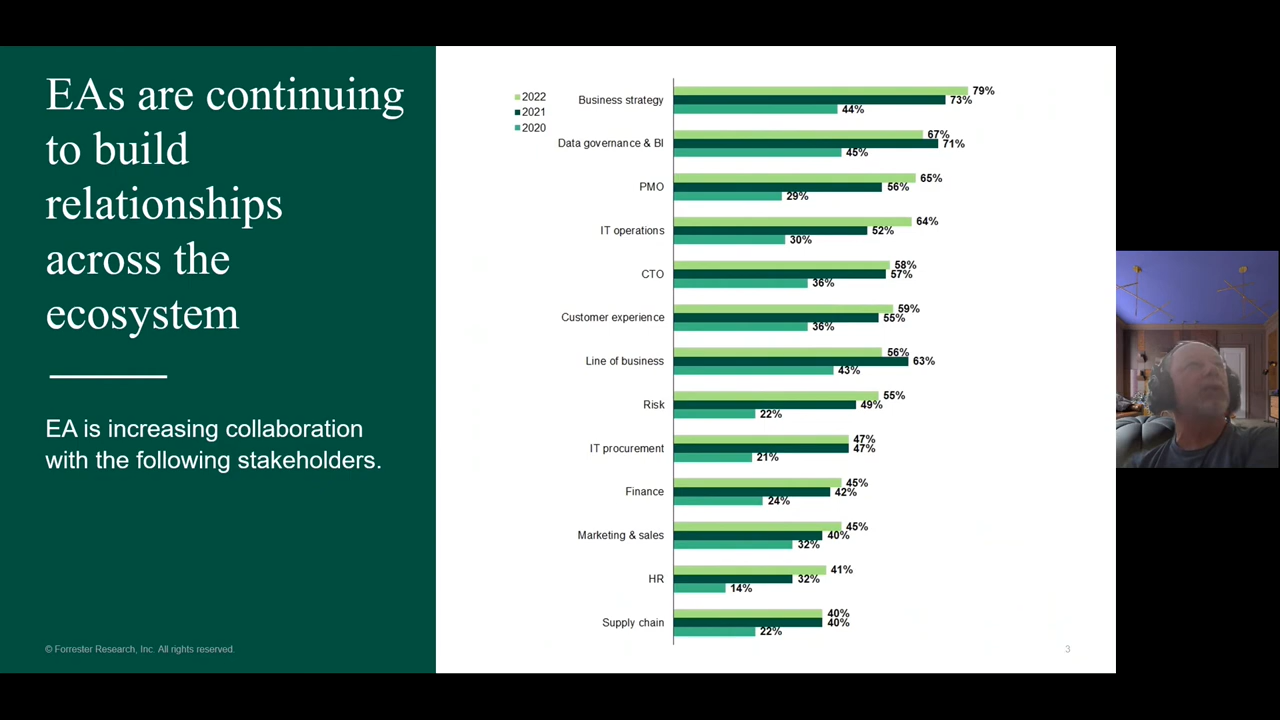 EAs are continuing
to build
relationships
across the
ecosystem
EA is increasing collaboration
with the following stakeholders.
© Forrester Research, Inc. All rights reserved.
2022
2021
2020
Business strategy
79%
73%
44%
Data governance & BI
67%
71%
45%
PMO
65%
56%
29%
IT operations
64%
52%
30%
CTO
58%
57%
36%
Customer experience
59%
55%
36%
Line of business
56%
63%
43%
Risk
55%
49%
22%
IT procurement
47%
47%
21%
Finance
45%
42%
24%
Marketing & sales
45%
40%
32%
HR
41%
32%
14%
Supply chain
40%
40%
22%
3